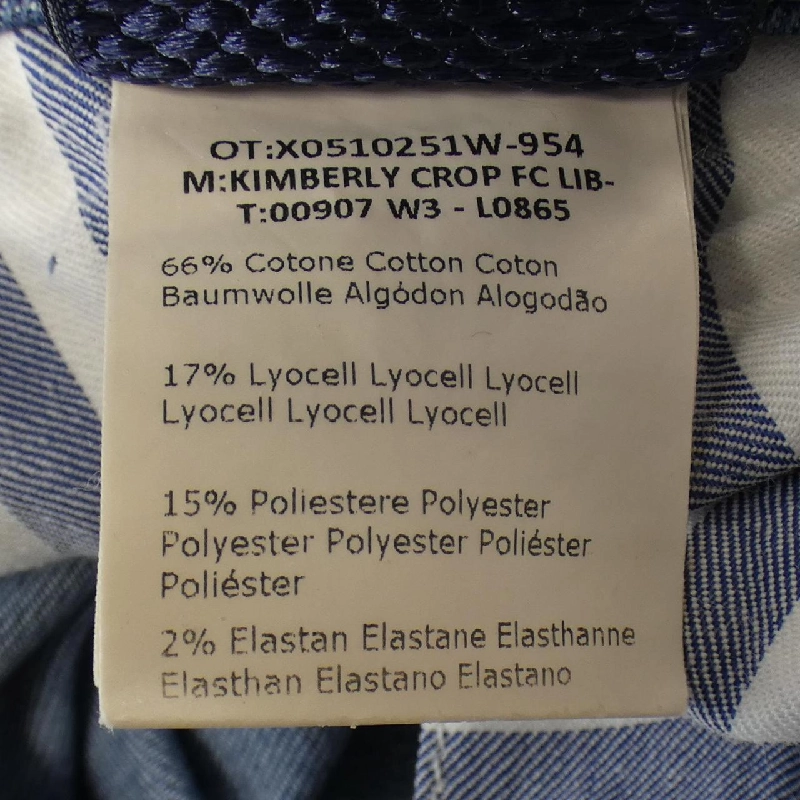 OT:X0510251W-954
M:KIMBERLY CROP FC LIB-
T:00907 W3 - L0865
66% Cotone Cotton Coton
Baumwolle Algódon Alogodão
17% Lyocell Lyocell Lyocell
Lyocell Lyocell Lyocell
15% Poliestere Polyester
Polyester Polyester Poliéster
Poliéster
2% Elastan Elastane Elasthanne
Elasthan Elastano Elastano